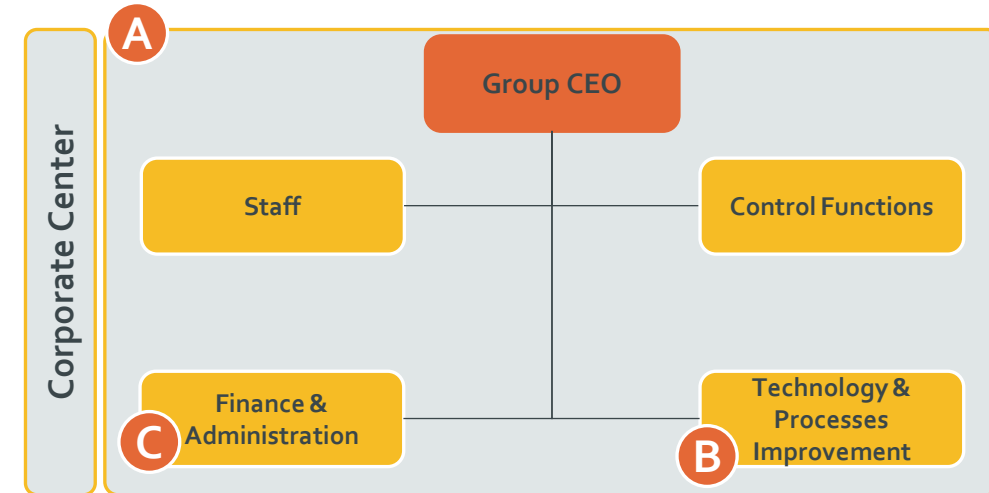 A
Group CEO
Corporate Center
Staff
Control Functions
Finance &
Administration
C
Technology &
Processes
Improvement
B